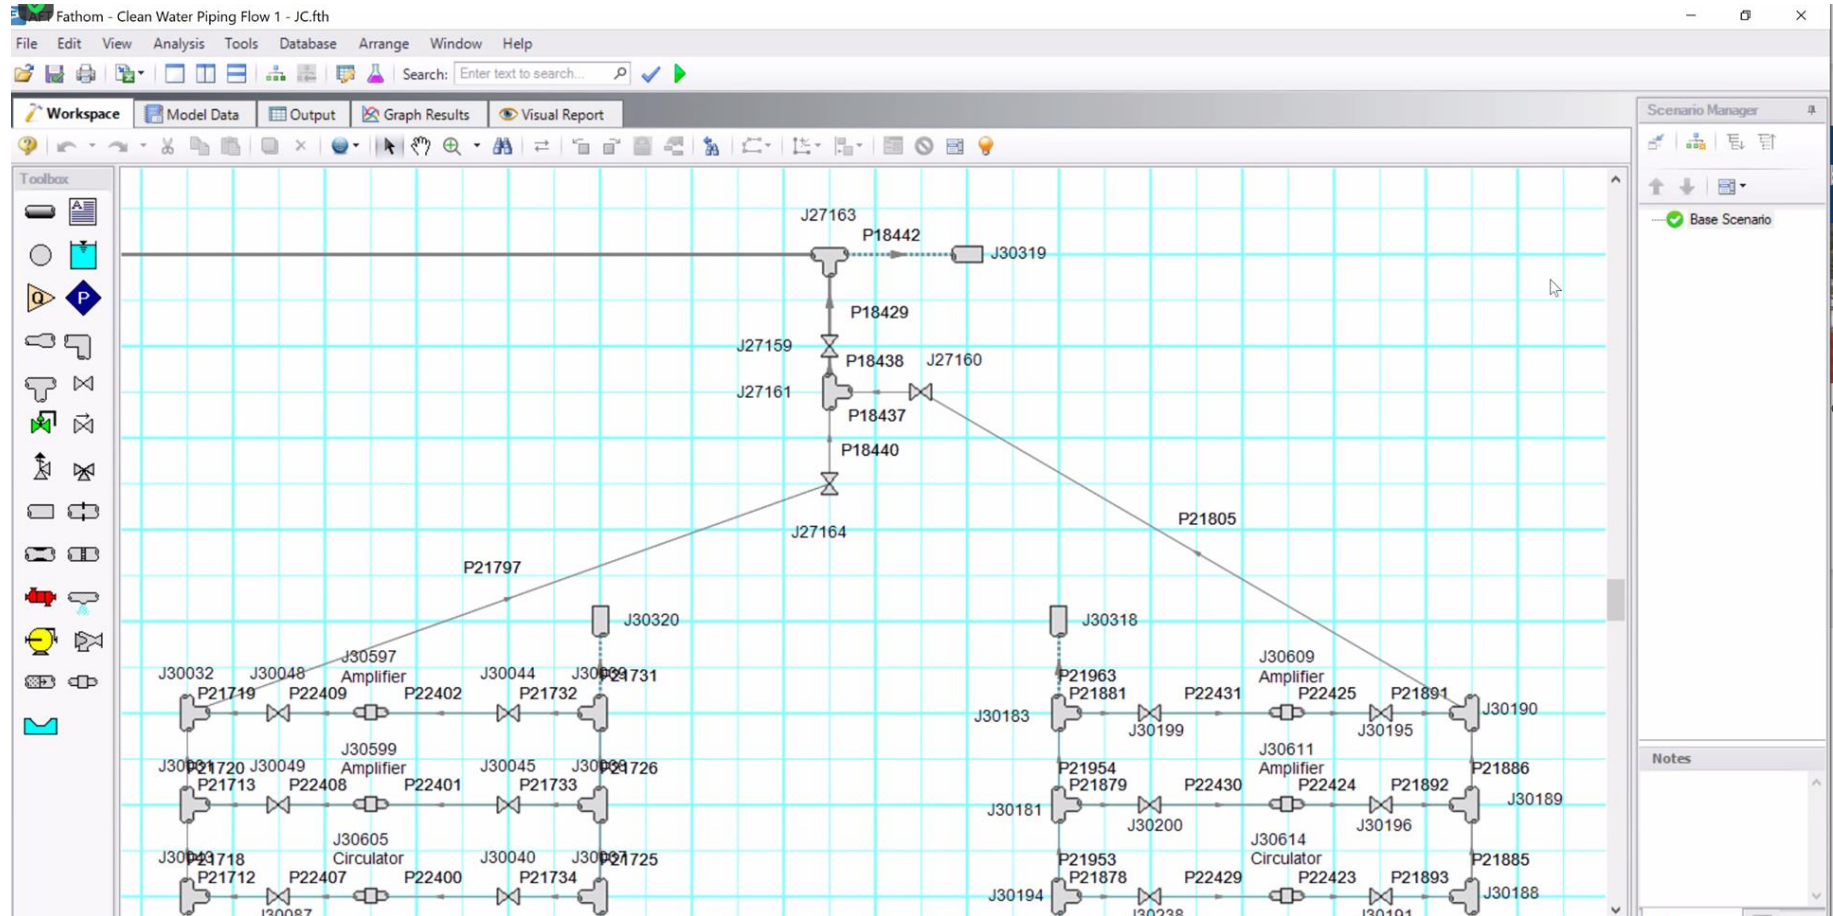 AFT Fathom - Clean Water Piping Flow 1 - JC.fth
File Edit View Analysis Tools Database Arrange Window Help
Search: Enter text to search...
Workspace Model Data Output Graph Results Visual Report
Scenario Manager
Toolbox
Base Scenario
J27163
P18442
J30319
P18429
J27159
P18438 J27160
J27161
P18437
P18440
J27164
P21805
P21797
J30320
J30318
J30597
Amplifier
J30032 J30048 J30044 P21731
P21719 P22409 P22402 P21732
J30609
Amplifier
P21963
P21881 P22431 P22425 P21891
J30183 J30190
J30199 J30195
J30599
Amplifier
P21720 J30049 J30045 P21726
P21713 P22408 P22401 P21733
J30611
Amplifier
P21954 P21886
P21879 P22430 P22424 P21892
J30181 J30189
J30200 J30196
J30605
Circulator
P21718 J30040 P21725
P21712 P22407 P22400 P21734
J30087
J30614
Circulator
P21953 P21885
P21878 P22429 P22423 P21893
J30194 J30188
J30238 J30191
Notes